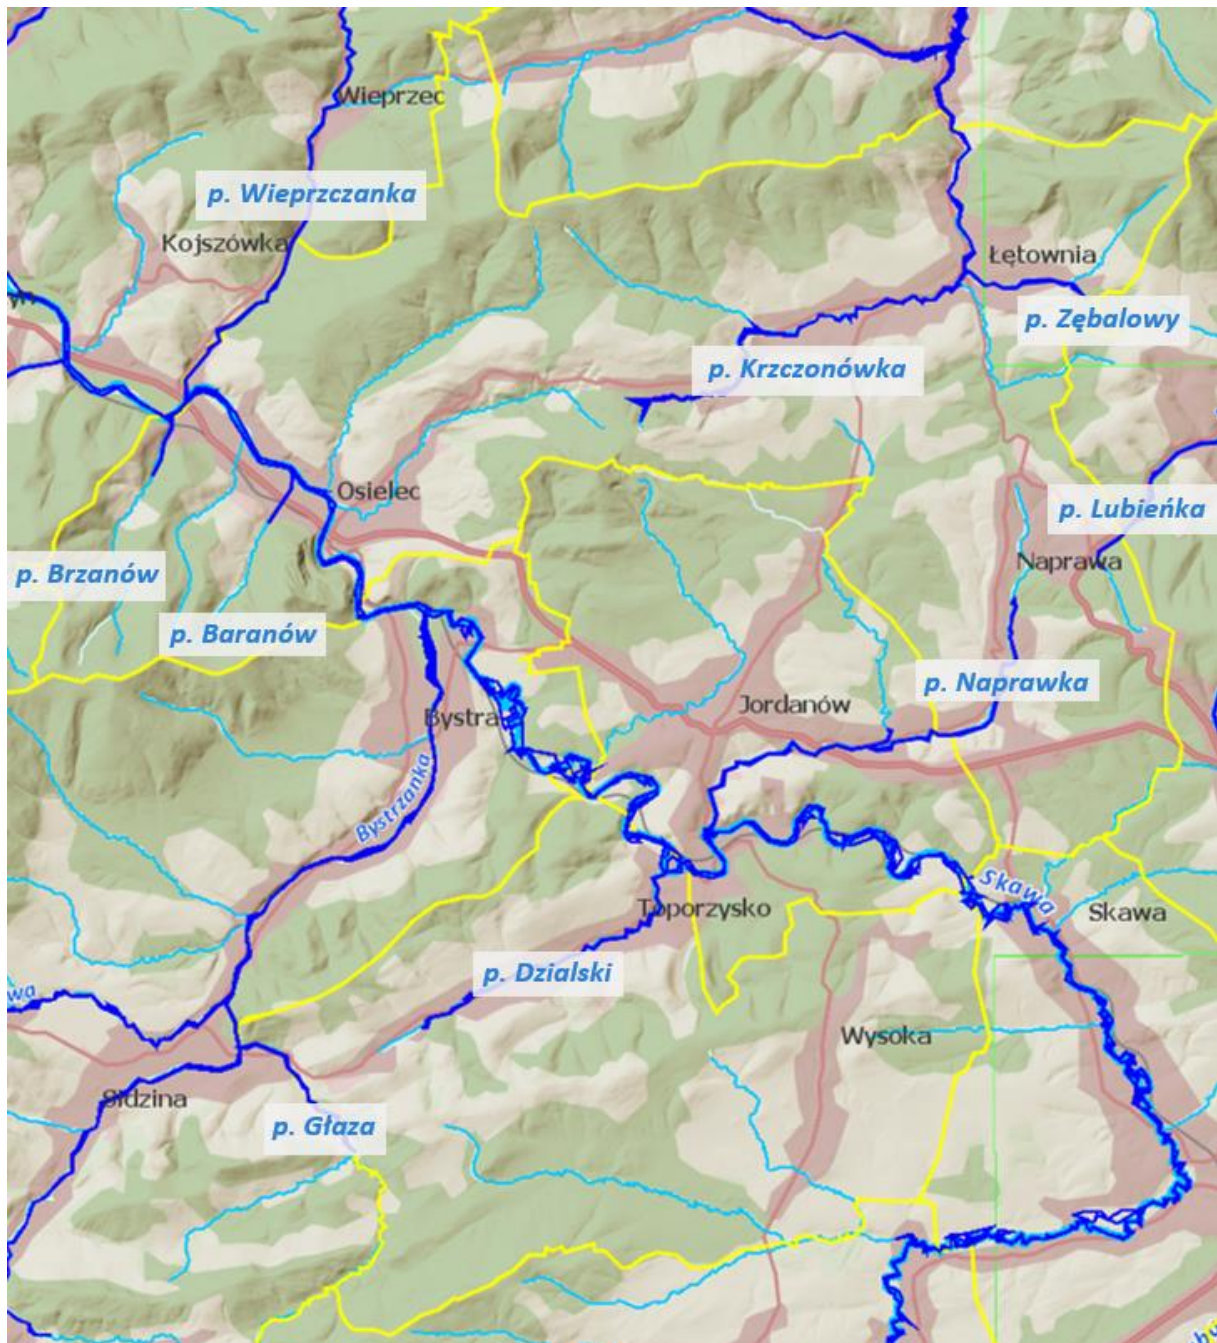 Wieprzec
p. Wieprzczanka
Kojszówka
Łętownia
p. Zębalowy
p. Krzczonówka
Osielec
p. Lubieńka
Naprawa
p. Brzanów
p. Baranów
p. Naprawka
Jordanów
Bystra
Bystrzanka
Skawa
Toporzysko
Skawa
p. Dzialski
wa
Wysoka
Sidzina
p. Głaza